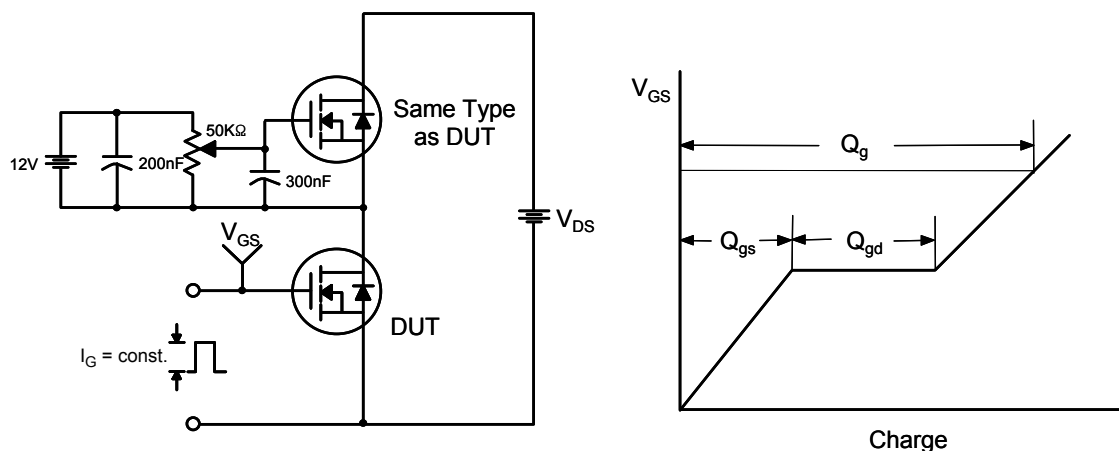 50KΩ
12V
200nF
300nF
Same Type
as DUT
V_DS
V_GS
DUT
I_G = const.
V_GS
Q_g
Q_gs
Q_gd
Charge